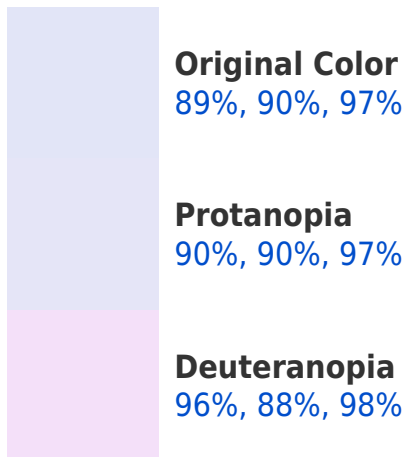 Original Color
89%, 90%, 97%
Protanopia
90%, 90%, 97%
Deuteranopia
96%, 88%, 98%